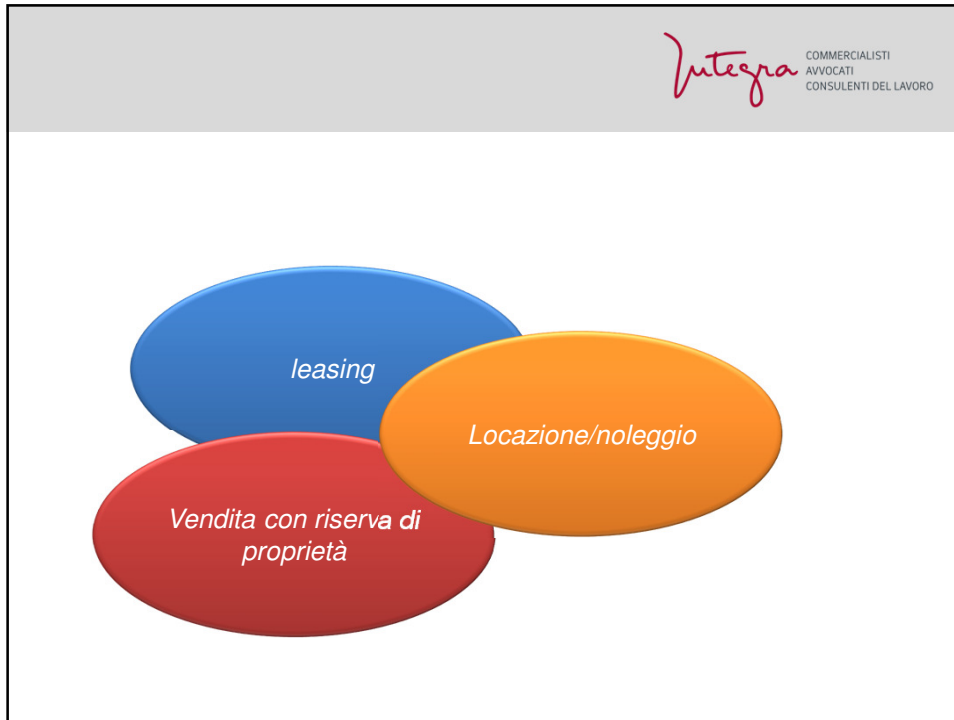 Integra
COMMERCIALISTI
AVVOCATI
CONSULENTI DEL LAVORO
leasing
Locazione/noleggio
Vendita con riserva di
proprietà